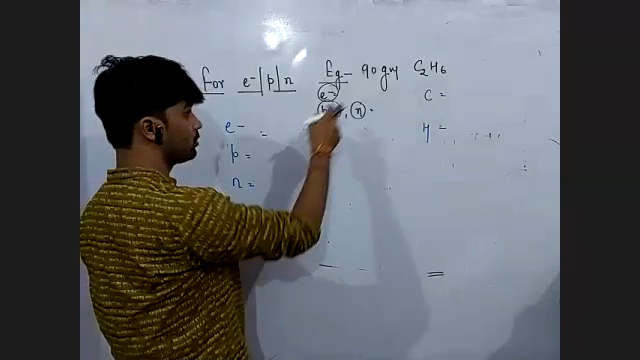 For e-|p|n
e- =
p =
n =
Eg- 90 gm C2H6
e-
, n.
C =
H =